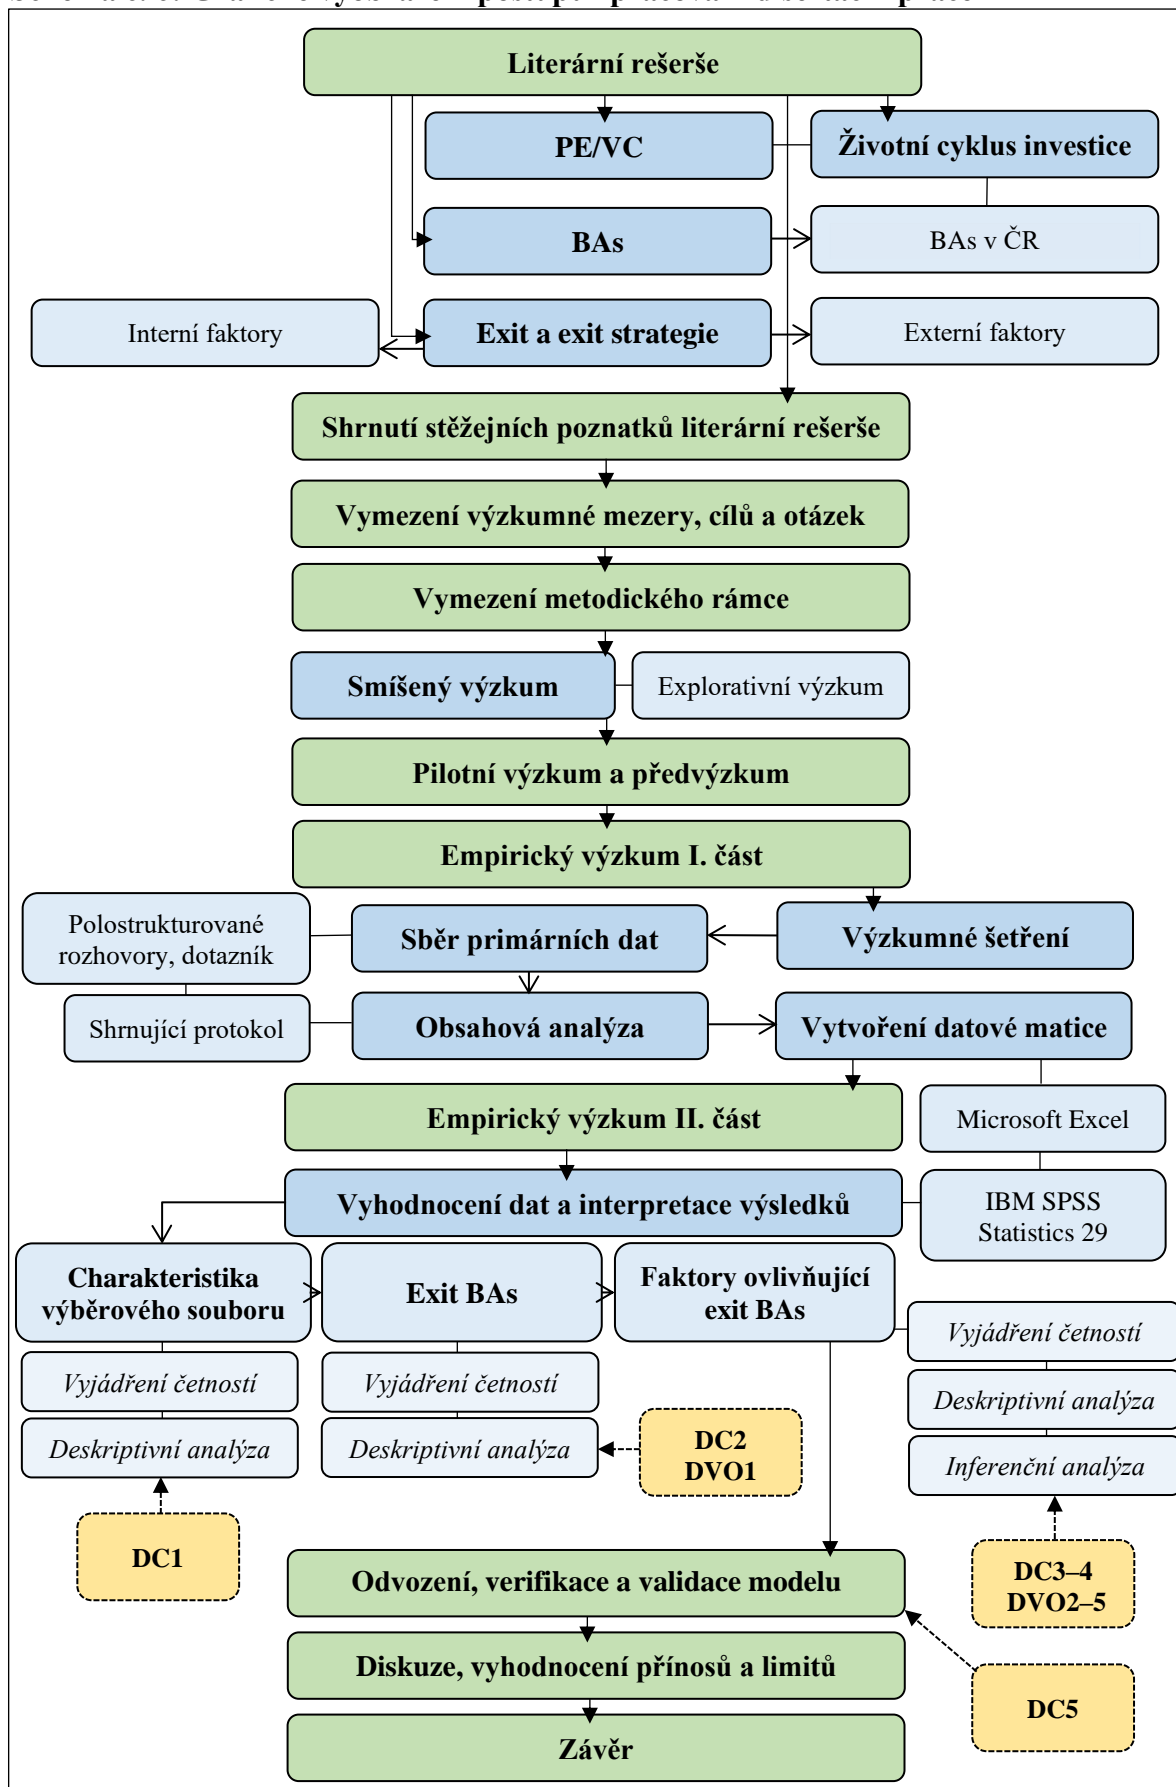 Literární rešerše
PE/VC
Životní cyklus investice
BAs
BAs v ČR
Interní faktory
Exit a exit strategie
Externí faktory
Shrnutí stěžejních poznatků literární rešerše
Vymezení výzkumné mezery, cílů a otázek
Vymezení metodického rámce
Smíšený výzkum
Explorativní výzkum
Pilotní výzkum a předvýzkum
Empirický výzkum I. část
Polostrukturované
rozhovory, dotazník
Sběr primárních dat
Výzkumné šetření
Shrnující protokol
Obsahová analýza
Vytvoření datové matice
Empirický výzkum II. část
Microsoft Excel
Vyhodnocení dat a interpretace výsledků
IBM SPSS
Statistics 29
Charakteristika
výběrového souboru
Exit BAs
Faktory ovlivňující
exit BAs
Vyjádření četností
Deskriptivní analýza
Vyjádření četností
Deskriptivní analýza
Vyjádření četností
Deskriptivní analýza
Inferenční analýza
DC2
DVO1
DC1
DC3–4
DVO2–5
Odvození, verifikace a validace modelu
Diskuze, vyhodnocení přínosů a limitů
DC5
Závěr